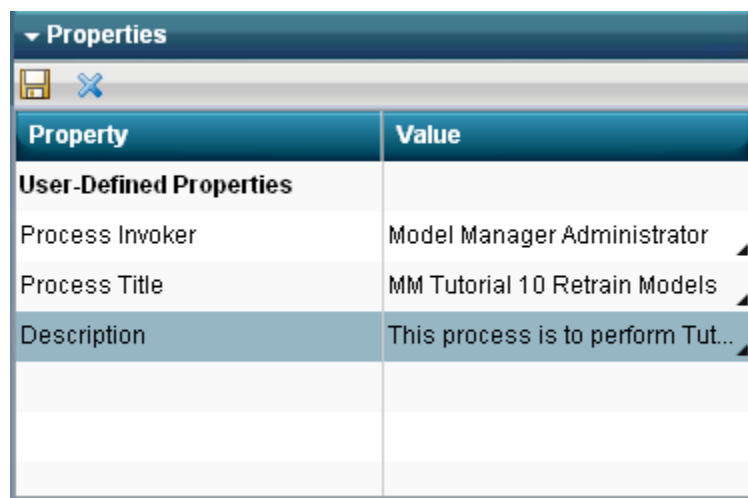 Properties
Property Value
User-Defined Properties
Process Invoker Model Manager Administrator
Process Title MM Tutorial 10 Retrain Models
Description This process is to perform Tut...